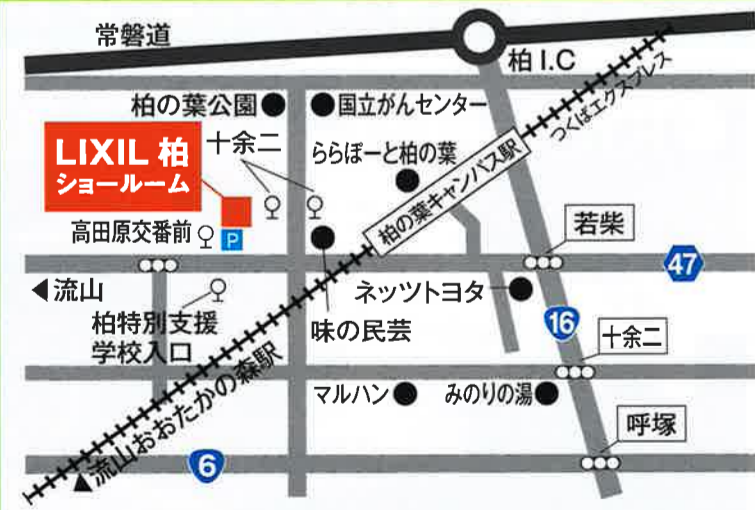 常磐道
柏 I.C
柏の葉公園
国立がんセンター
つくばエクスプレス
LIXIL 柏
ショールーム
十余二
ららぽーと柏の葉
柏の葉キャンパス駅
高田原交番前
P
若柴
47
流山
柏特別支援
学校入口
味の民芸
ネッツトヨタ
16
十余二
流山おおたかの森駅
マルハン
みのりの湯
呼塚
6